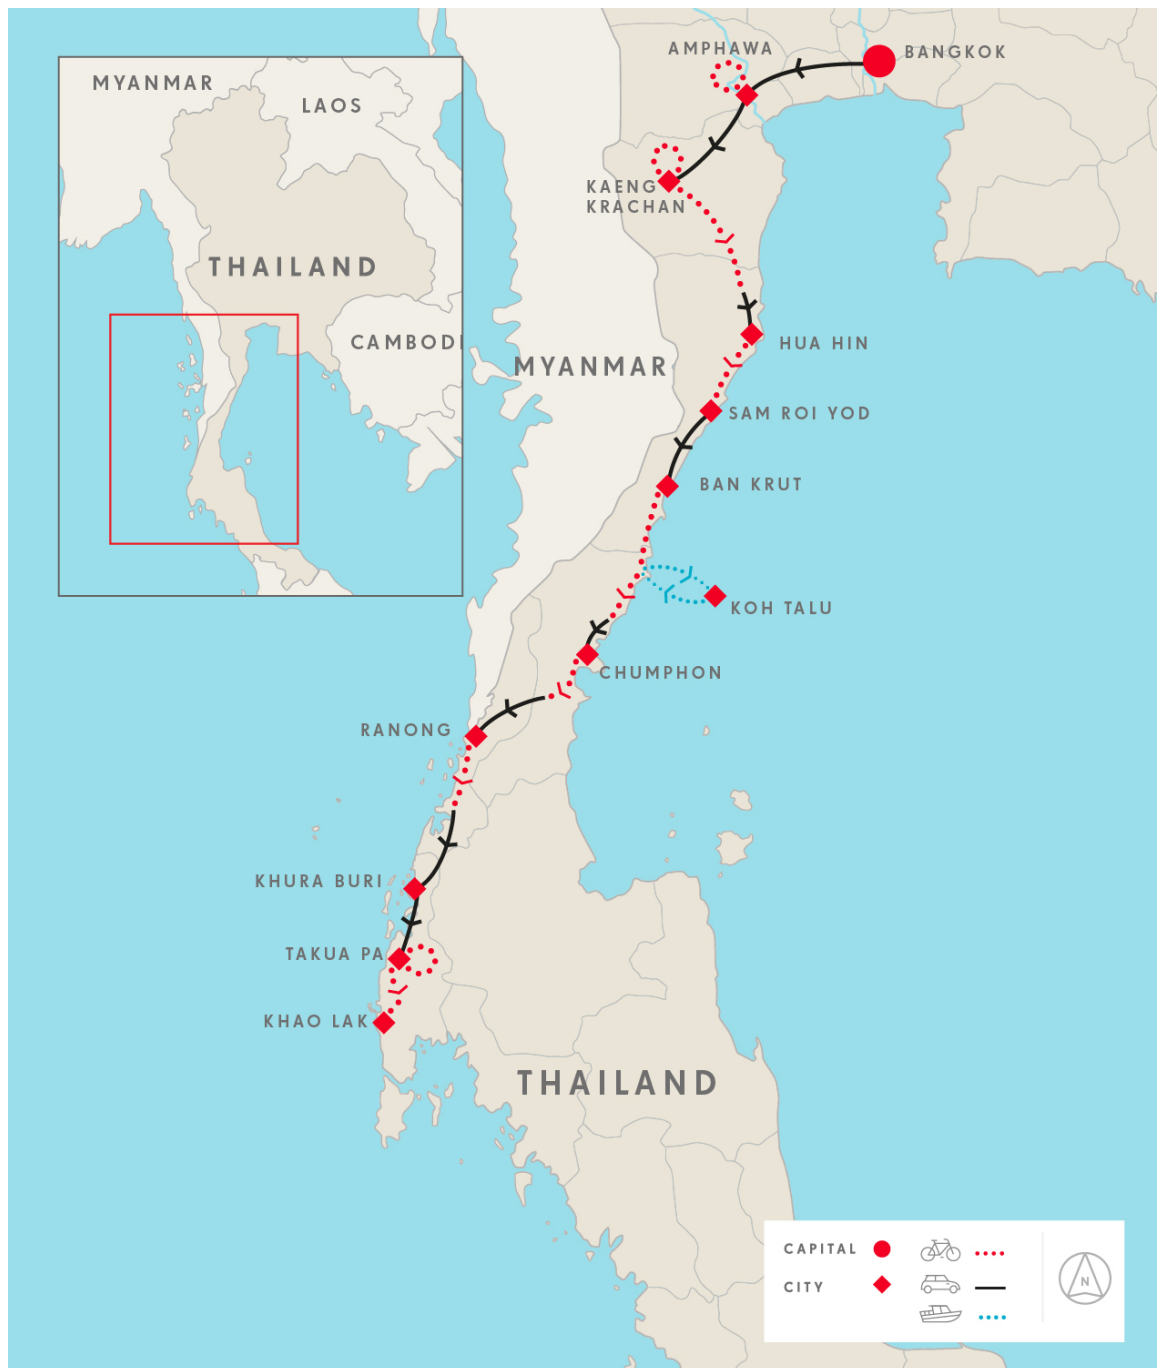 AMPHAWA
BANGKOK
MYANMAR
LAOS
THAILAND
CAMBODI
KAENG
KRACHAN
HUA HIN
MYANMAR
SAM ROI YOD
BAN KRUT
KOH TALU
CHUMPHON
RANONG
KHURA BURI
TAKUA PA
KHAO LAK
THAILAND
CAPITAL
CITY
N